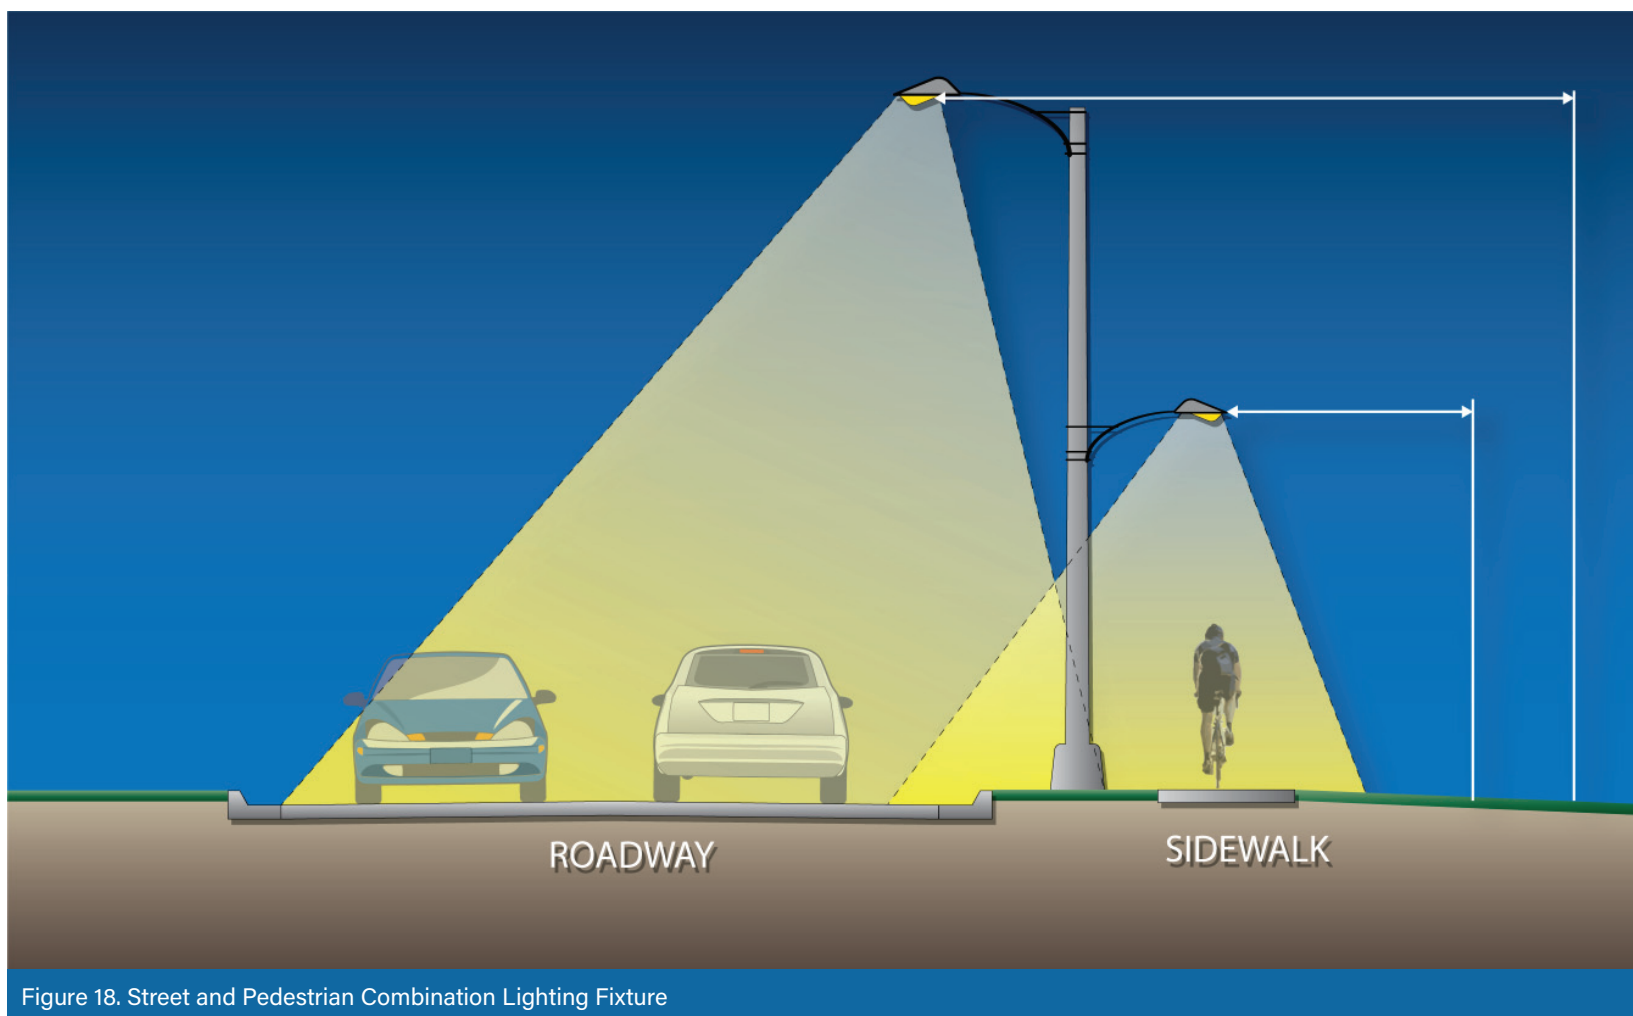 ROADWAY
SIDEWALK
Figure 18. Street and Pedestrian Combination Lighting Fixture